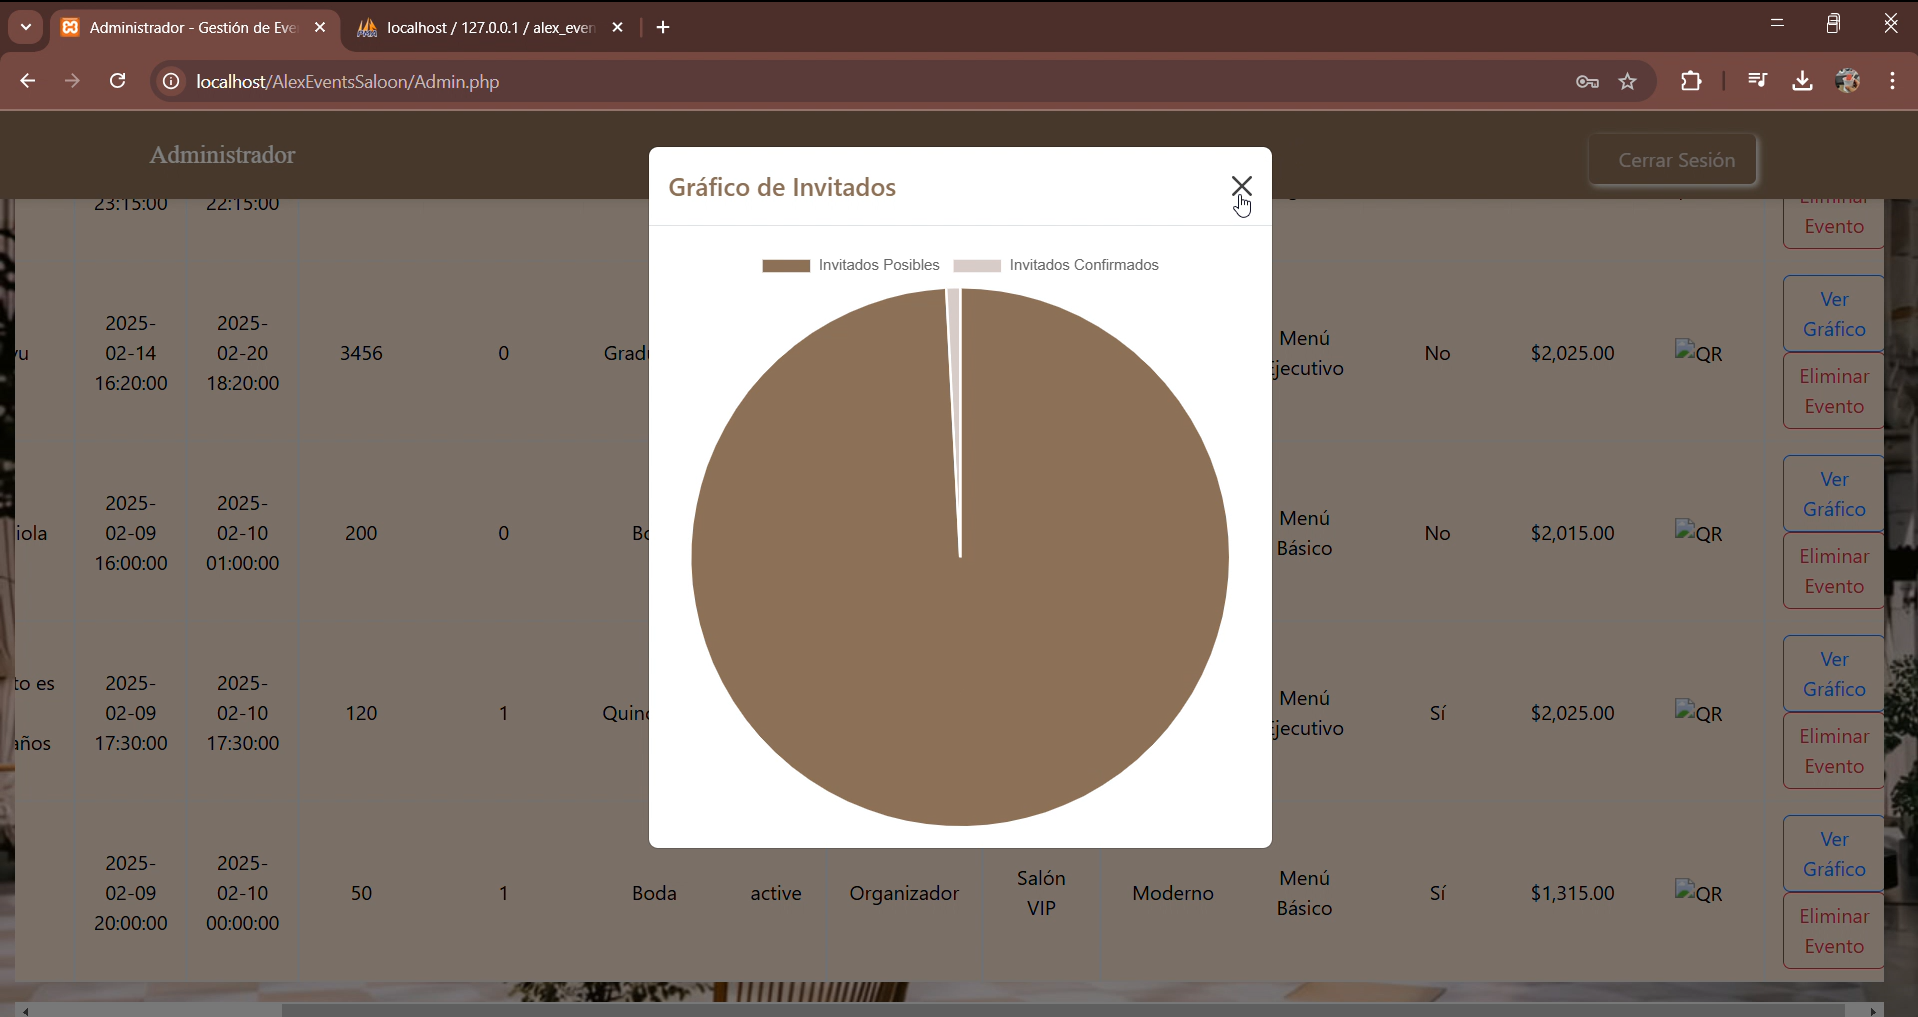 Administrador - Gestión de Eve
localhost / 127.0.0.1 / alex_even
localhost/AlexEventsSaloon/Admin.php
Administrador
Cerrar Sesión
Gráfico de Invitados
Invitados Posibles
Invitados Confirmados
23:15:00
22:15:00
Eliminar
Evento
2025-
02-14
16:20:00
2025-
02-20
18:20:00
3456
0
Gradu
Menú
Ejecutivo
No
$2,025.00
QR
Ver
Gráfico
Eliminar
Evento
iola
2025-
02-09
16:00:00
2025-
02-10
01:00:00
200
0
Bo
Menú
Básico
No
$2,015.00
QR
Ver
Gráfico
Eliminar
Evento
to es
años
2025-
02-09
17:30:00
2025-
02-10
17:30:00
120
1
Quinc
Menú
Ejecutivo
Sí
$2,025.00
QR
Ver
Gráfico
Eliminar
Evento
2025-
02-09
20:00:00
2025-
02-10
00:00:00
50
1
Boda
active
Organizador
Salón
VIP
Moderno
Menú
Básico
Sí
$1,315.00
QR
Ver
Gráfico
Eliminar
Evento